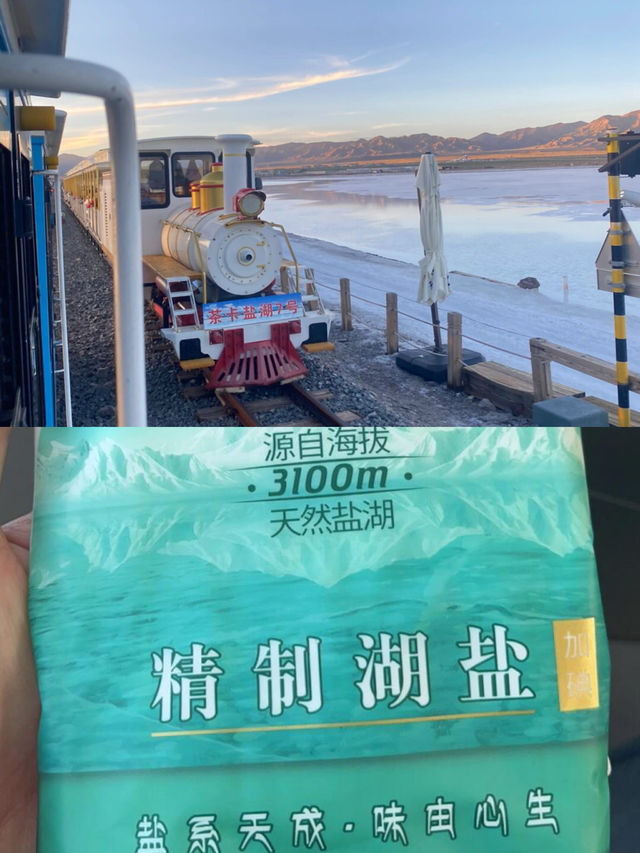 茶卡盐湖7号
源自海拔
· 3100m ·
天然盐湖
精制湖盐
加碘
盐系天成·味由心生